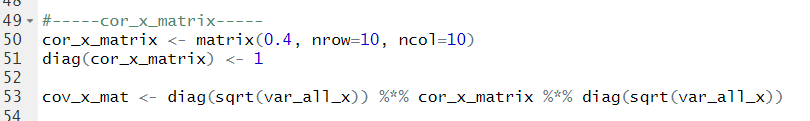 49 #-----cor_x_matrix-----
50 cor_x_matrix <- matrix(0.4, nrow=10, ncol=10)
51 diag(cor_x_matrix) <- 1
52
53 cov_x_mat <- diag(sqrt(var_all_x)) %*% cor_x_matrix %*% diag(sqrt(var_all_x))
54